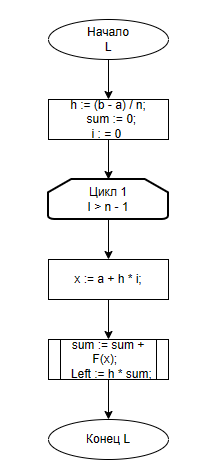 Начало
L
h := (b - a) / n;
sum := 0;
i : = 0
Цикл 1
I > n - 1
x := a + h * i;
sum := sum +
F(x);
Left := h * sum;
Конец L